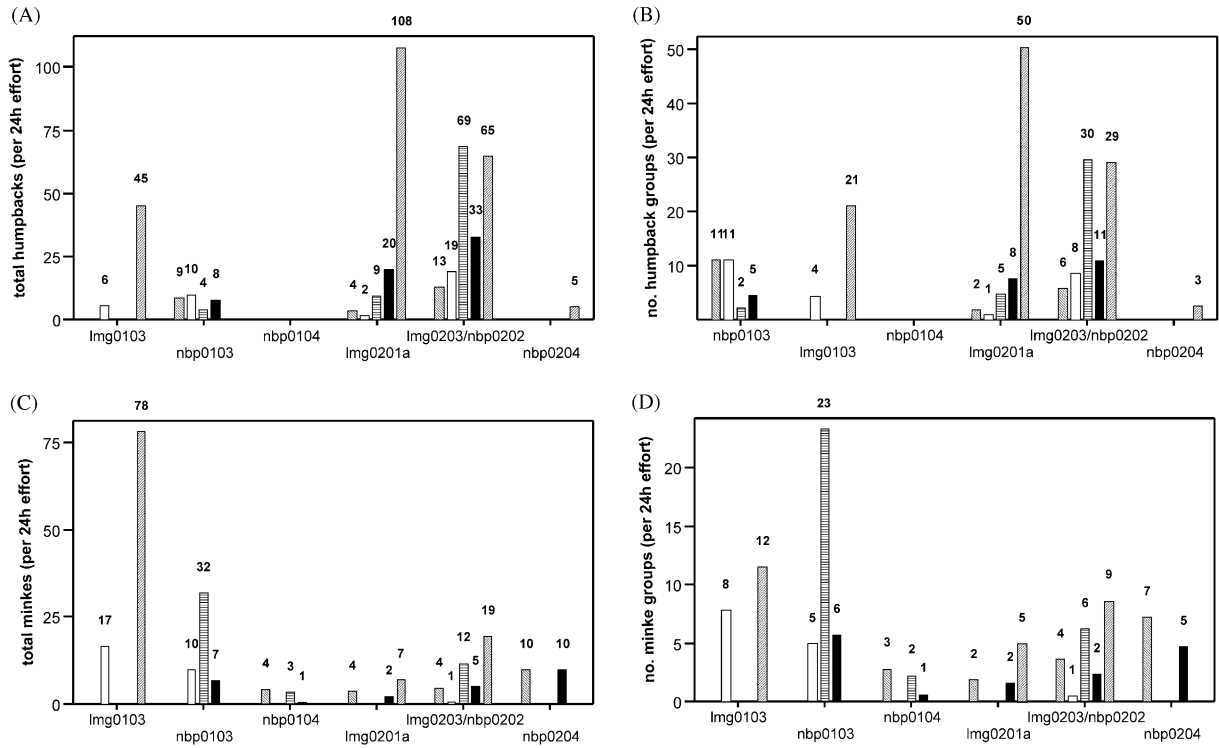 (A)
108
total humpbacks (per 24h effort)
100
75
50
25
0
6
45
9 10 4 8
4 2 9 20
13 19 69 33 65
5
lmg0103 nbp0104 lmg0203/nbp0202
nbp0103 lmg0201a nbp0204
(B)
50
no. humpback groups (per 24h effort)
50
40
30
20
10
11 11 2 5
4 21
2 1 5 8
6 8 30 11 29
3
nbp0103 nbp0104 lmg0203/nbp0202
lmg0103 lmg0201a nbp0204
(C)
78
total minkes (per 24h effort)
75
50
25
0
17
10 32 7
4 3 1
4 2 7
4 1 12 5 19
10 10
lmg0103 nbp0104 lmg0203/nbp0202
nbp0103 lmg0201a nbp0204
(D)
23
no. minke groups (per 24h effort)
20
15
10
5
0
8 12
5 6
3 2 1
2 2 5
4 1 6 2 9
7 5
lmg0103 nbp0104 lmg0203/nbp0202
nbp0103 lmg0201a nbp0204